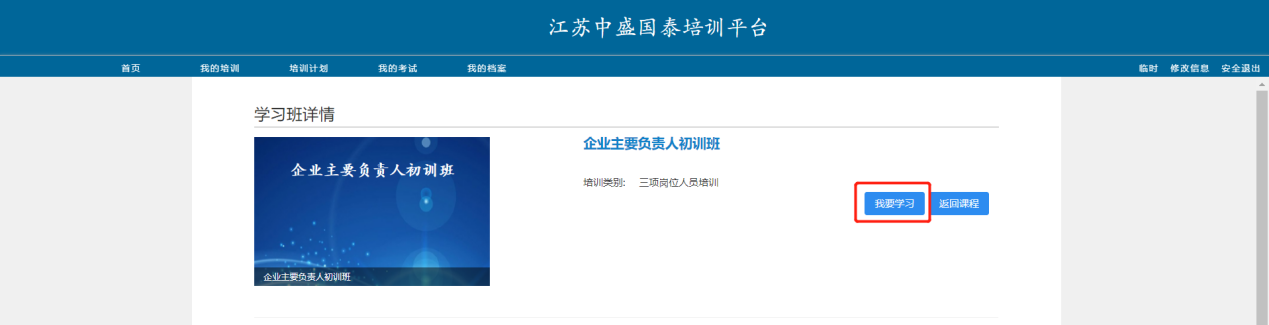 江苏中盛国泰培训平台
首页 我的培训 培训计划 我的考试 我的档案 临时 修改信息 安全退出
学习班详情
企业主要负责人初训班
企业主要负责人初训班
培训类别: 三项岗位人员培训
我要学习 返回课程
企业主要负责人初训班